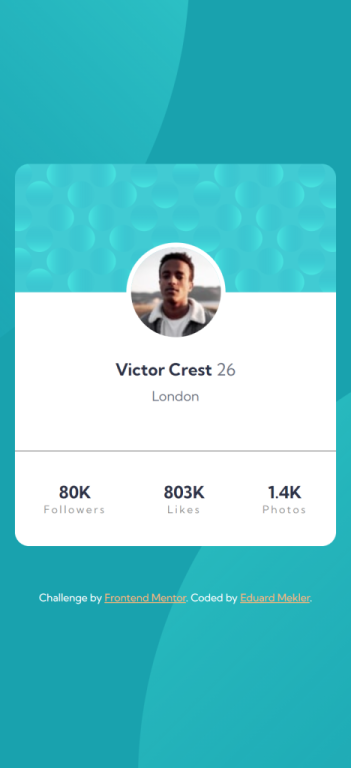 Victor Crest 26
London
80K 803K 1.4K
Followers Likes Photos
Challenge by Frontend Mentor. Coded by Eduard Mekler.